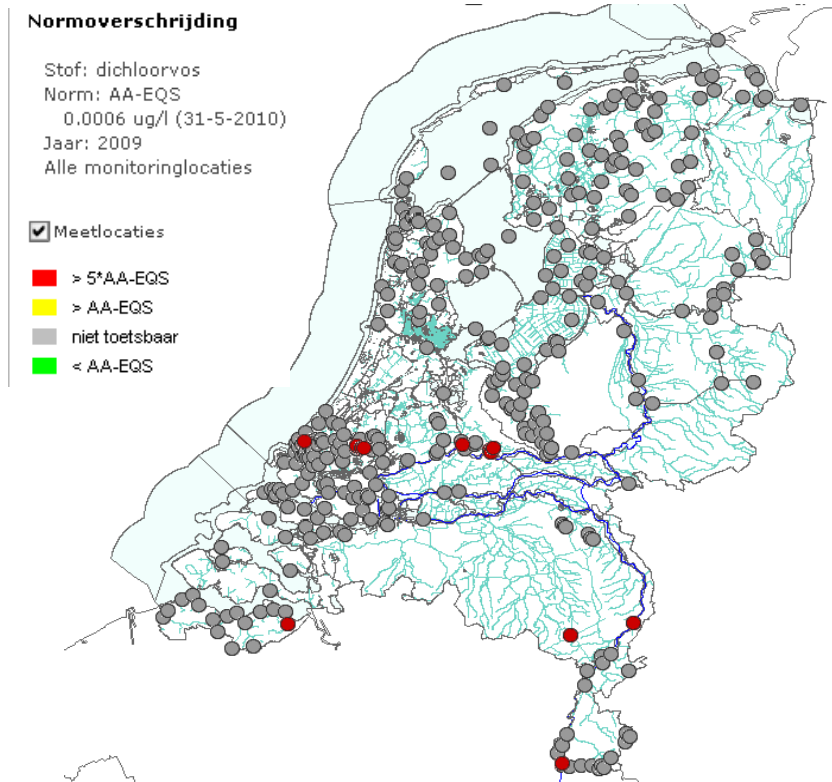 Normoverschrijding
Stof: dichloorvos
Norm: AA-EQS
0.0006 ug/l (31-5-2010)
Jaar: 2009
Alle monitoringlocaties
Meetlocaties
> 5*AA-EQS
> AA-EQS
niet toetsbaar
< AA-EQS